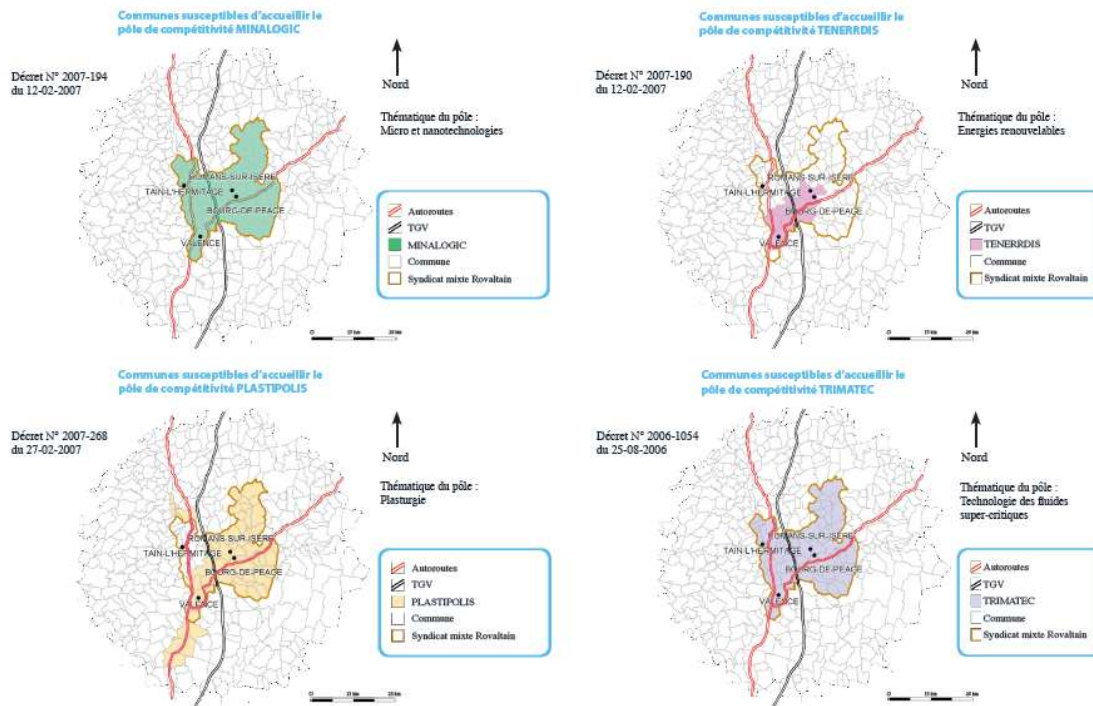 Communes susceptibles d'accueillir le
pôle de compétitivité MINALOGIC
Décret N° 2007-194
du 12-02-2007
Nord
Thématique du pôle :
Micro et nanotechnologies
ROMANS-SUR-ISÈRE
TAIN-L'HERMITAGE
BOURG-DE-PEAGE
VALENCE
Autoroutes
TGV
MINALOGIC
Commune
Syndicat mixte Rovaltain
Communes susceptibles d'accueillir le
pôle de compétitivité TENERRDIS
Décret N° 2007-190
du 12-02-2007
Nord
Thématique du pôle :
Energies renouvelables
ROMANS-SUR-ISÈRE
TAIN-L'HERMITAGE
BOURG-DE-PEAGE
VALENCE
Autoroutes
TGV
TENERRDIS
Commune
Syndicat mixte Rovaltain
Communes susceptibles d'accueillir le
pôle de compétitivité PLASTIPOLIS
Décret N° 2007-268
du 27-02-2007
Nord
Thématique du pôle :
Plasturgie
ROMANS-SUR-ISÈRE
TAIN-L'HERMITAGE
BOURG-DE-PEAGE
VALENCE
Autoroutes
TGV
PLASTIPOLIS
Commune
Syndicat mixte Rovaltain
Communes susceptibles d'accueillir le
pôle de compétitivité TRIMATEC
Décret N° 2006-1054
du 25-08-2006
Nord
Thématique du pôle :
Technologie des fluides
super-critiques
ROMANS-SUR-ISÈRE
TAIN-L'HERMITAGE
BOURG-DE-PEAGE
VALENCE
Autoroutes
TGV
TRIMATEC
Commune
Syndicat mixte Rovaltain